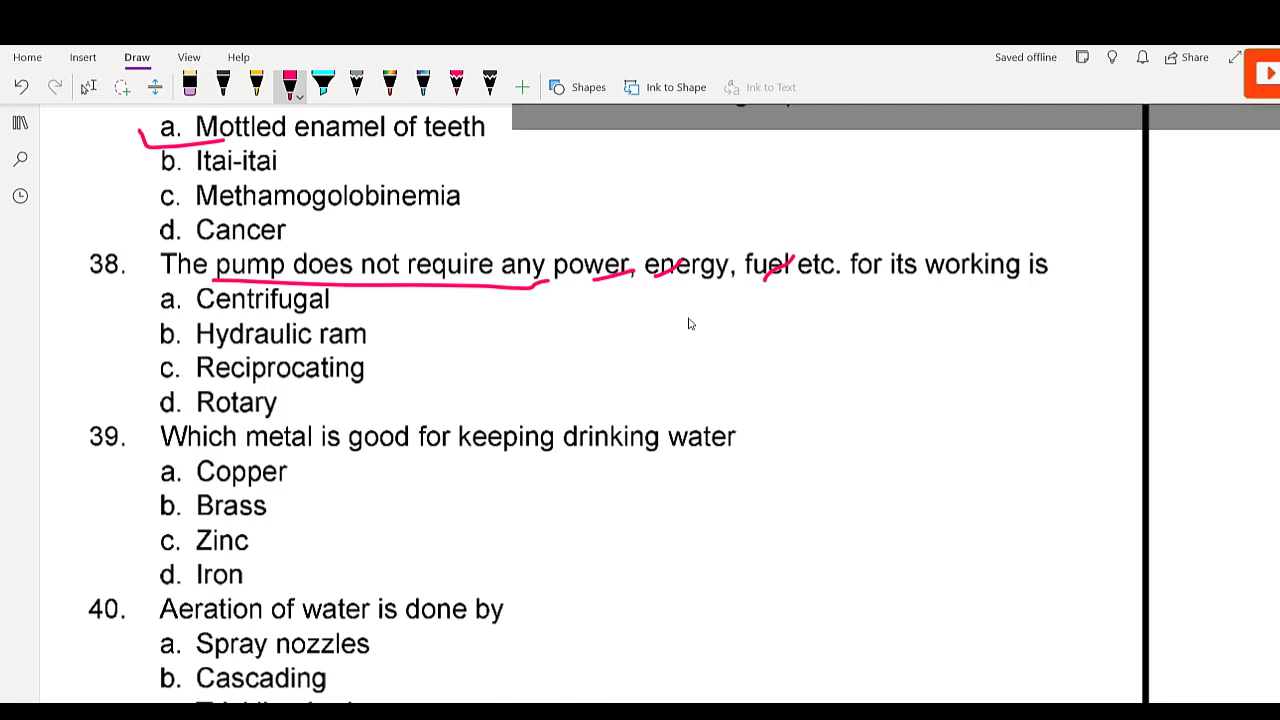 Home Insert Draw View Help Saved offline Share
Shapes Ink to Shape Ink to Text
a. Mottled enamel of teeth
b. Itai-itai
c. Methamogolobinemia
d. Cancer
38. The pump does not require any power, energy, fuel etc. for its working is
a. Centrifugal
b. Hydraulic ram
c. Reciprocating
d. Rotary
39. Which metal is good for keeping drinking water
a. Copper
b. Brass
c. Zinc
d. Iron
40. Aeration of water is done by
a. Spray nozzles
b. Cascading